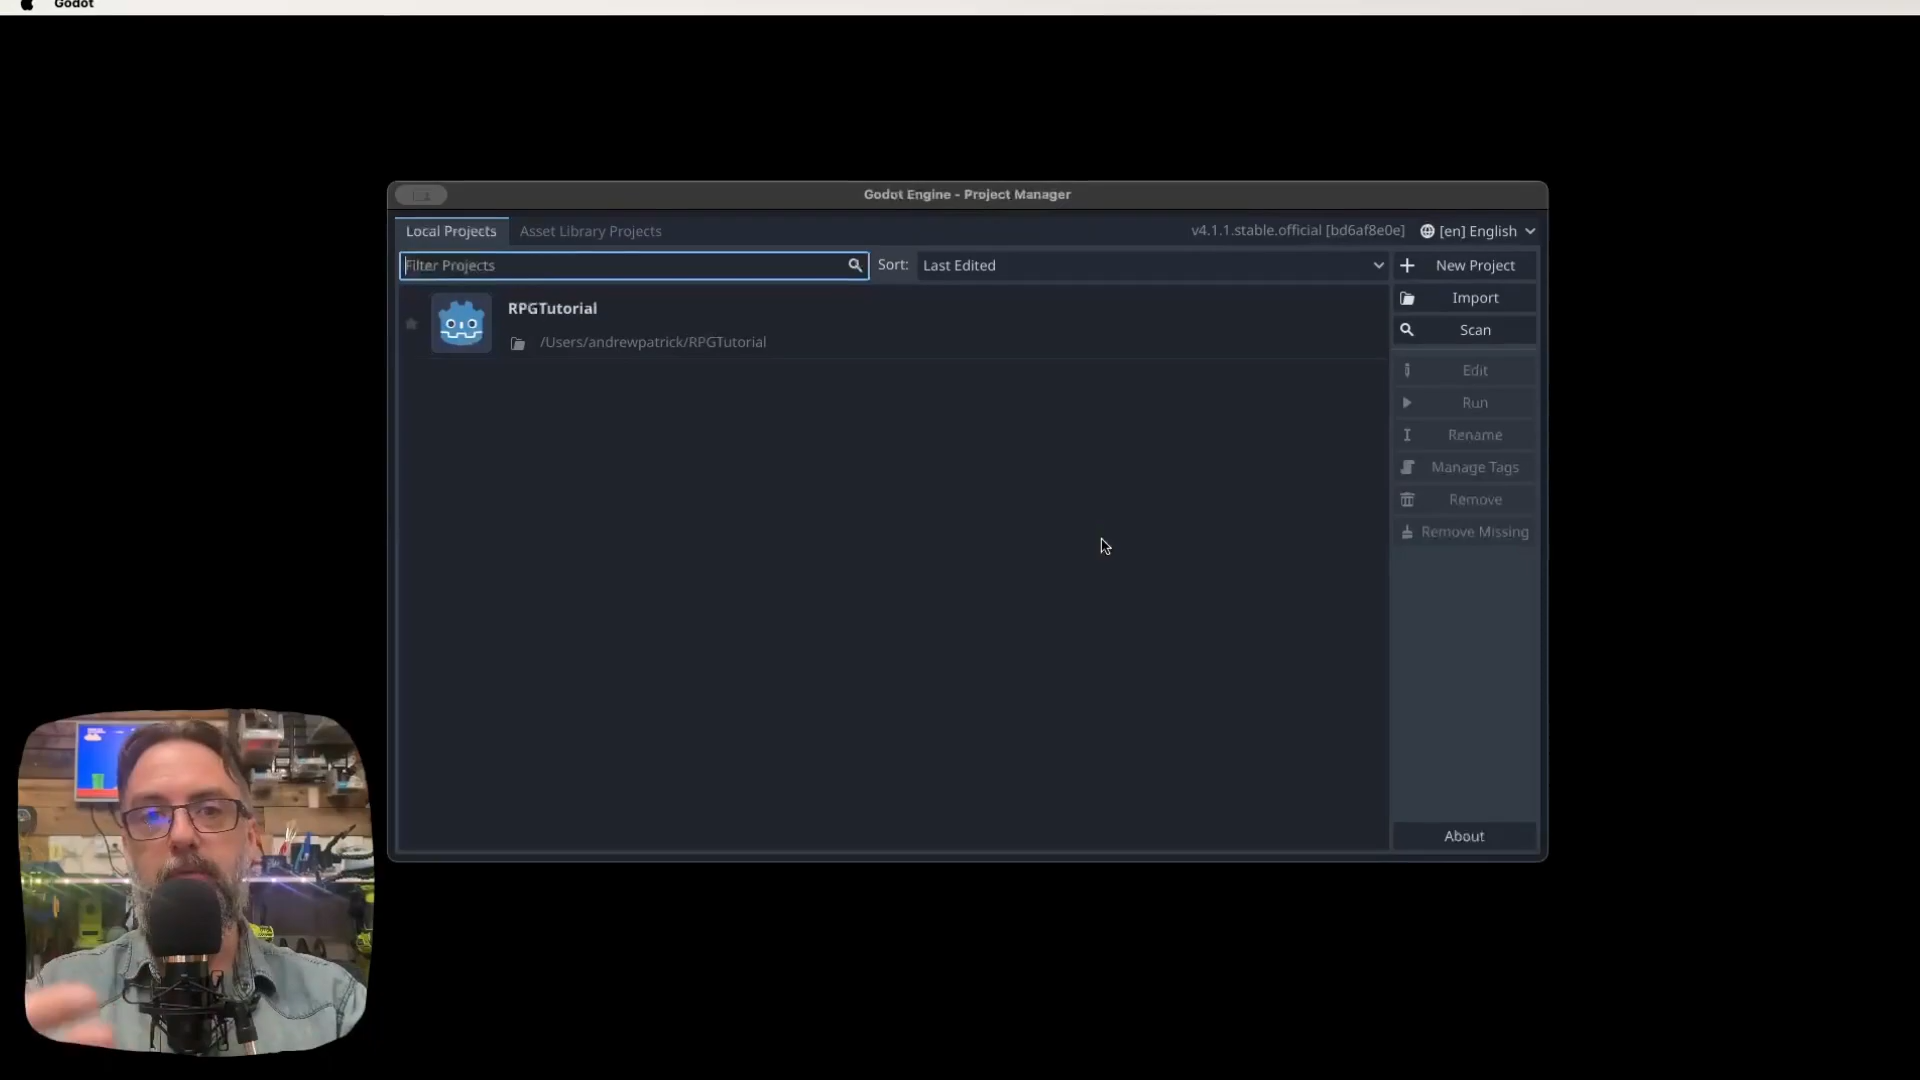 Godot
Godot Engine - Project Manager
Local Projects
Asset Library Projects
v4.1.1.stable.official [bd6af8e0e]
[en] English
Filter Projects
Sort:
Last Edited
New Project
RPGTutorial
/Users/andrewpatrick/RPGTutorial
Import
Scan
Edit
Run
Rename
Manage Tags
Remove
Remove Missing
About